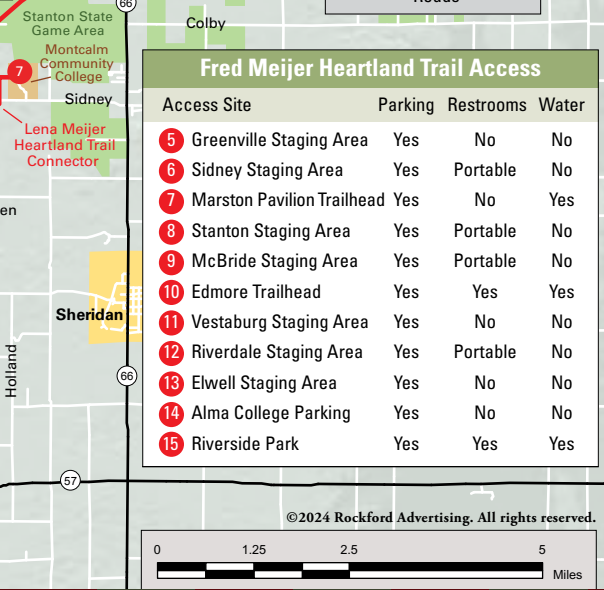 66
Stanton State
Game Area
Colby
Montcalm
Community
College
7
Sidney
Lena Meijer
Heartland Trail
Connector
en
Sheridan
Holland
66
57
Fred Meijer Heartland Trail Access
Access Site Parking Restrooms Water
5 Greenville Staging Area Yes No No
6 Sidney Staging Area Yes Portable No
7 Marston Pavilion Trailhead Yes No Yes
8 Stanton Staging Area Yes Portable No
9 McBride Staging Area Yes Portable No
10 Edmore Trailhead Yes Yes Yes
11 Vestaburg Staging Area Yes No No
12 Riverdale Staging Area Yes Portable No
13 Elwell Staging Area Yes No No
14 Alma College Parking Yes No No
15 Riverside Park Yes Yes Yes
©2024 Rockford Advertising. All rights reserved.
0 1.25 2.5 5
Miles